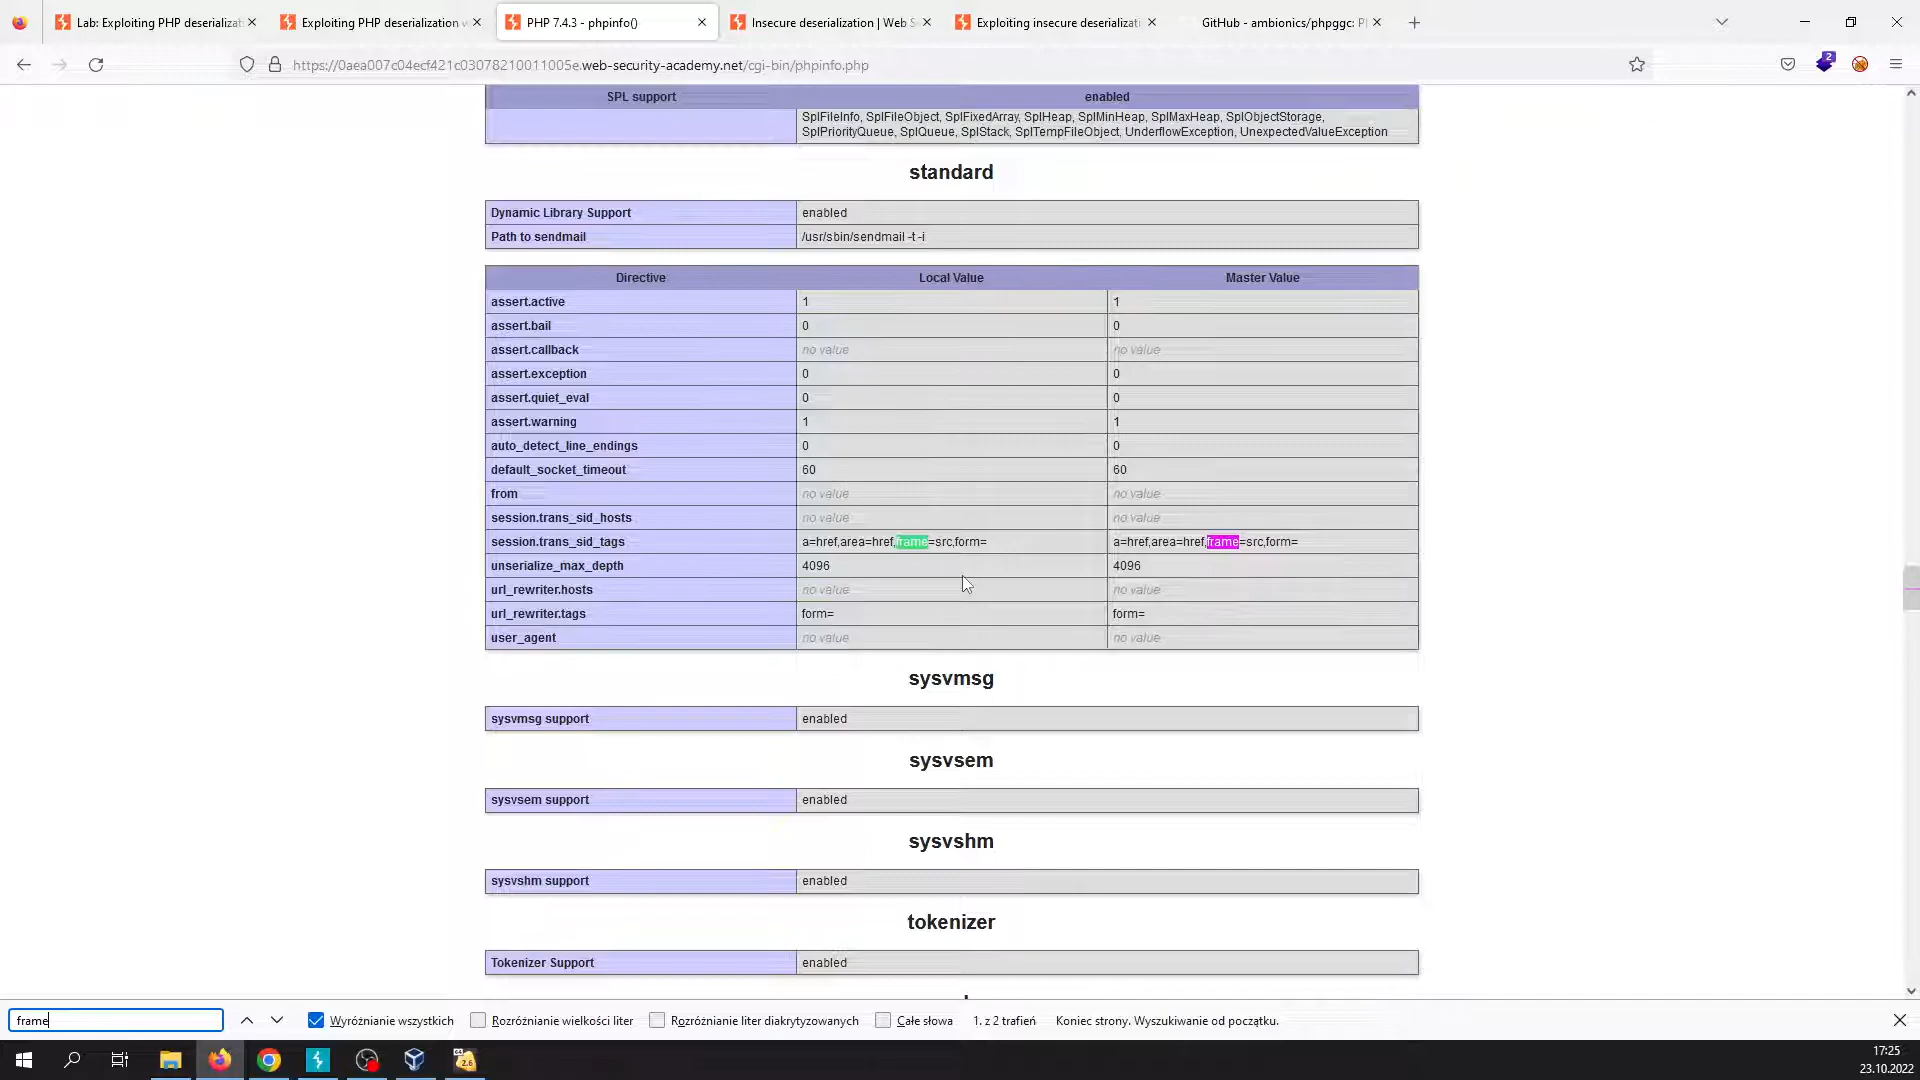 Lab: Exploiting PHP deserializat
Exploiting PHP deserialization w
PHP 7.4.3 - phpinfo()
Insecure deserialization | Web S
Exploiting insecure deserializati
GitHub - ambionics/phpggc: P
https://0aea007c04ecf421c03078210011005e.web-security-academy.net/cgi-bin/phpinfo.php
2
SPL support enabled
SplFileInfo, SplFileObject, SplFixedArray, SplHeap, SplMinHeap, SplMaxHeap, SplObjectStorage,
SplPriorityQueue, SplQueue, SplStack, SplTempFileObject, UnderflowException, UnexpectedValueException
standard
Dynamic Library Support enabled
Path to sendmail /usr/sbin/sendmail -t -i
Directive Local Value Master Value
assert.active 1 1
assert.bail 0 0
assert.callback no value no value
assert.exception 0 0
assert.quiet_eval 0 0
assert.warning 1 1
auto_detect_line_endings 0 0
default_socket_timeout 60 60
from no value no value
session.trans_sid_hosts no value no value
session.trans_sid_tags a=href,area=href,frame=src,form= a=href,area=href,frame=src,form=
unserialize_max_depth 4096 4096
url_rewriter.hosts no value no value
url_rewriter.tags form= form=
user_agent no value no value
sysvmsg
sysvmsg support enabled
sysvsem
sysvsem support enabled
sysvshm
sysvshm support enabled
tokenizer
Tokenizer Support enabled
frame
Wyróżnianie wszystkich
Rozróżnianie wielkości liter
Rozróżnianie liter diakrytyzowanych
Całe słowa
1. z 2 trafień
Koniec strony. Wyszukiwanie od początku.
2.6
17:25
23.10.2022